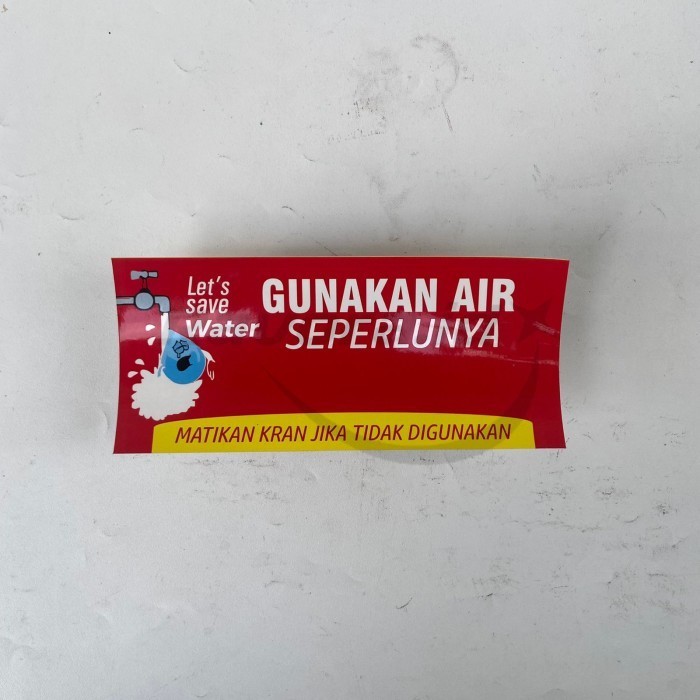 Let's
save
Water
GUNAKAN AIR
SEPERLUNYA
MATIKAN KRAN JIKA TIDAK DIGUNAKAN